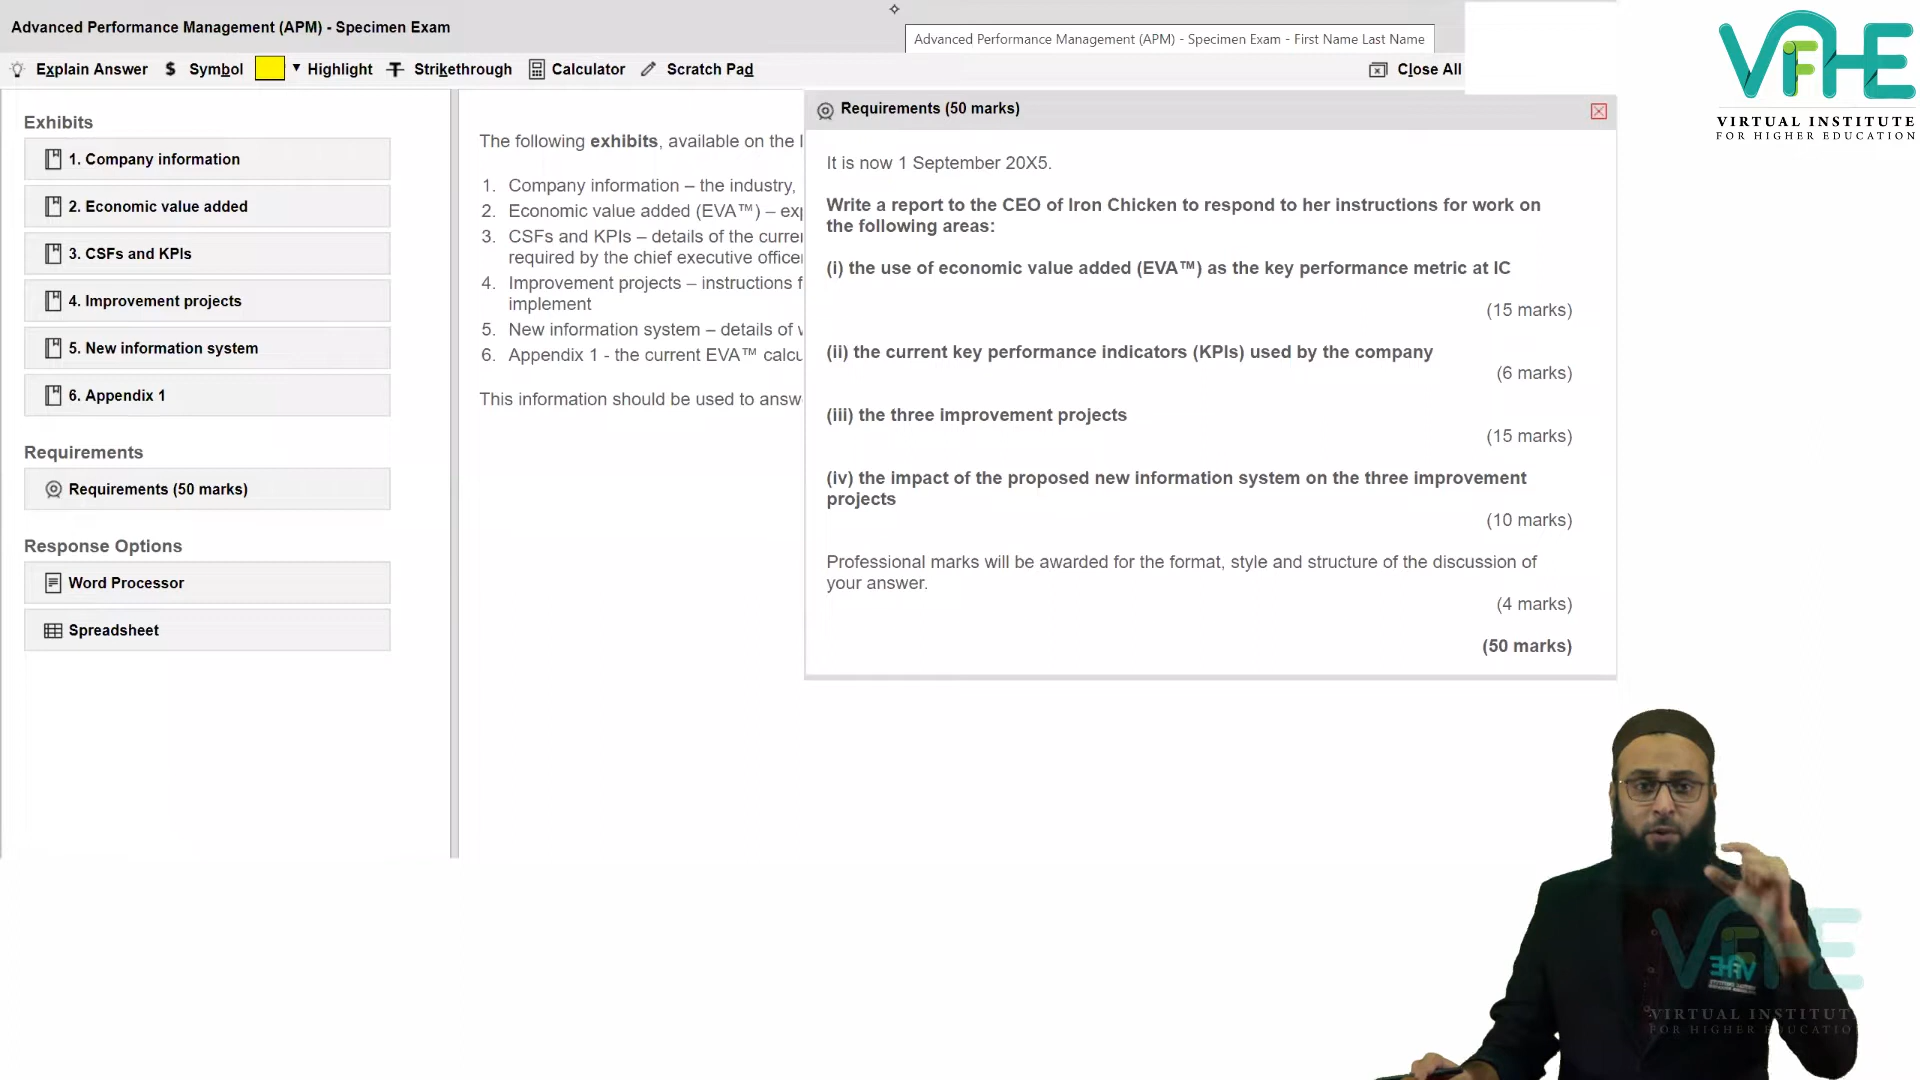 Advanced Performance Management (APM) - Specimen Exam
Advanced Performance Management (APM) - Specimen Exam - First Name Last Name
Explain Answer $ Symbol Highlight Strikethrough Calculator Scratch Pad
Close All
Exhibits
1. Company information
2. Economic value added
3. CSFs and KPIs
4. Improvement projects
5. New information system
6. Appendix 1
Requirements
Requirements (50 marks)
Response Options
Word Processor
Spreadsheet
The following exhibits, available on the
1. Company information – the industry,
2. Economic value added (EVA™) –
3. CSFs and KPIs – details of the
required by the chief executive
4. Improvement projects – instructions
implement
5. New information system – details of
6. Appendix 1 - the current EVA™
This information should be used to
Requirements (50 marks)
It is now 1 September 20X5.
Write a report to the CEO of Iron Chicken to respond to her instructions for work on
the following areas:
(i) the use of economic value added (EVA™) as the key performance metric at IC
(15 marks)
(ii) the current key performance indicators (KPIs) used by the company
(6 marks)
(iii) the three improvement projects
(15 marks)
(iv) the impact of the proposed new information system on the three improvement
projects
(10 marks)
Professional marks will be awarded for the format, style and structure of the discussion of
your answer.
(4 marks)
(50 marks)
VIFHE
VIRTUAL INSTITUTE
FOR HIGHER EDUCATION
VIRTUAL INSTITUTE
FOR HIGHER EDUCATION